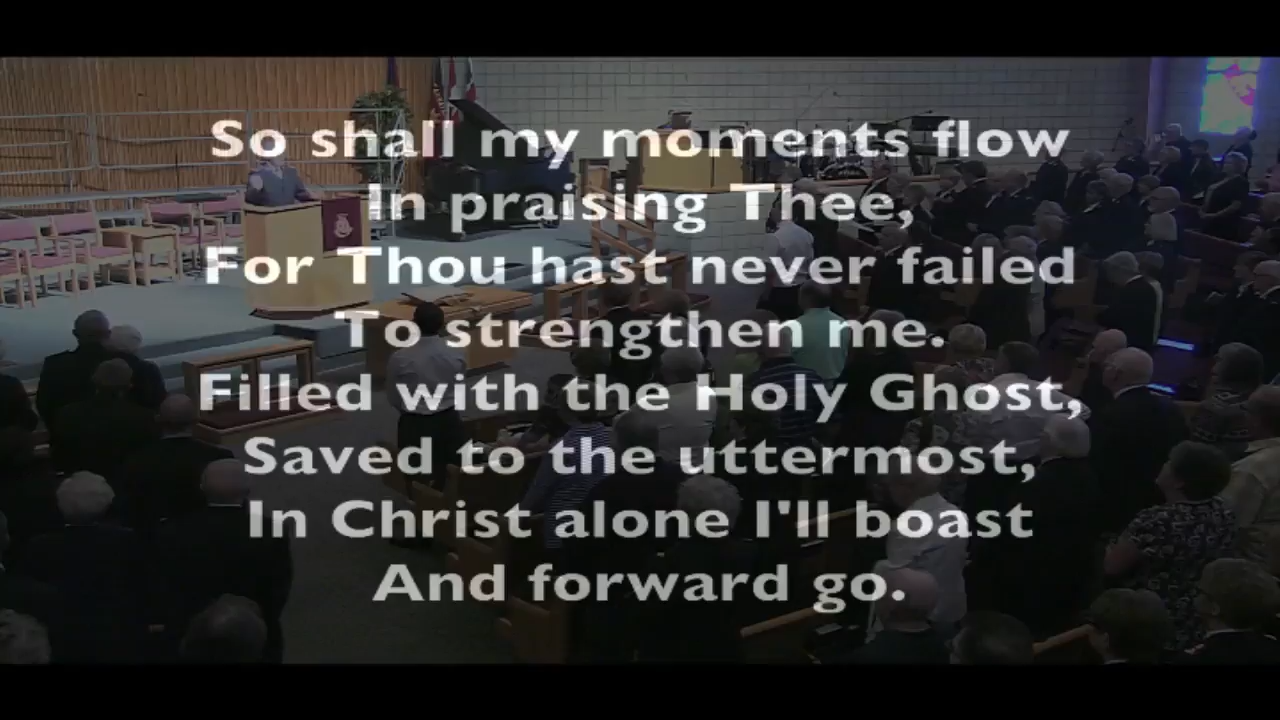 So shall my moments flow
In praising Thee,
For Thou hast never failed
To strengthen me.
Filled with the Holy Ghost,
Saved to the uttermost,
In Christ alone I'll boast
And forward go.